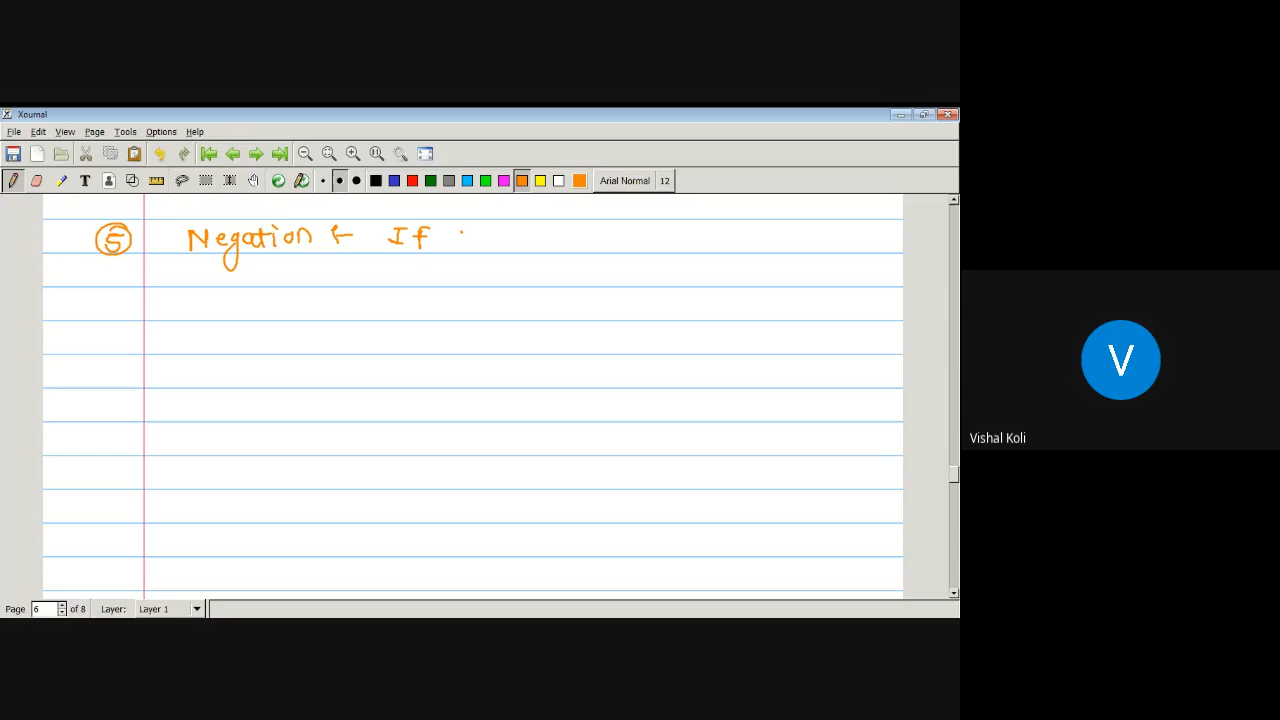 Xournal
File Edit View Page Tools Options Help
T Arial Normal 12
5 Negation :- If
V
Vishal Koli
Page 6 of 8 Layer: Layer 1